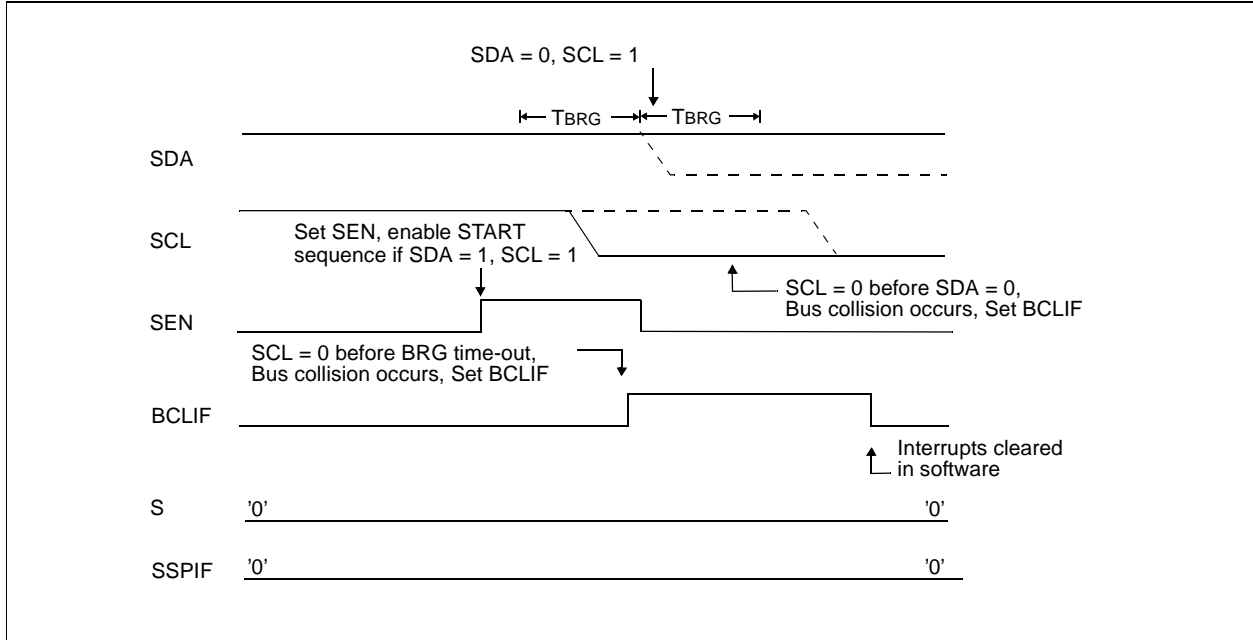 SDA = 0, SCL = 1
TBRG TBRG
SDA
SCL
Set SEN, enable START
sequence if SDA = 1, SCL = 1
SCL = 0 before SDA = 0,
Bus collision occurs, Set BCLIF
SEN
SCL = 0 before BRG time-out,
Bus collision occurs, Set BCLIF
BCLIF
Interrupts cleared
in software
S '0' '0'
SSPIF '0' '0'